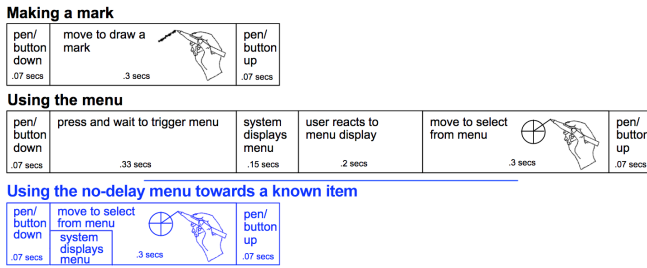 Making a mark
pen/
button
down
.07 secs
move to draw a
mark
.3 secs
pen/
button
up
.07 secs
Using the menu
pen/
button
down
.07 secs
press and wait to trigger menu
.33 secs
system
displays
menu
.15 secs
user reacts to
menu display
.2 secs
move to select
from menu
.3 secs
pen/
button
up
.07 secs
Using the no-delay menu towards a known item
pen/
button
down
.07 secs
move to select
from menu
system
displays
menu
.3 secs
pen/
button
up
.07 secs